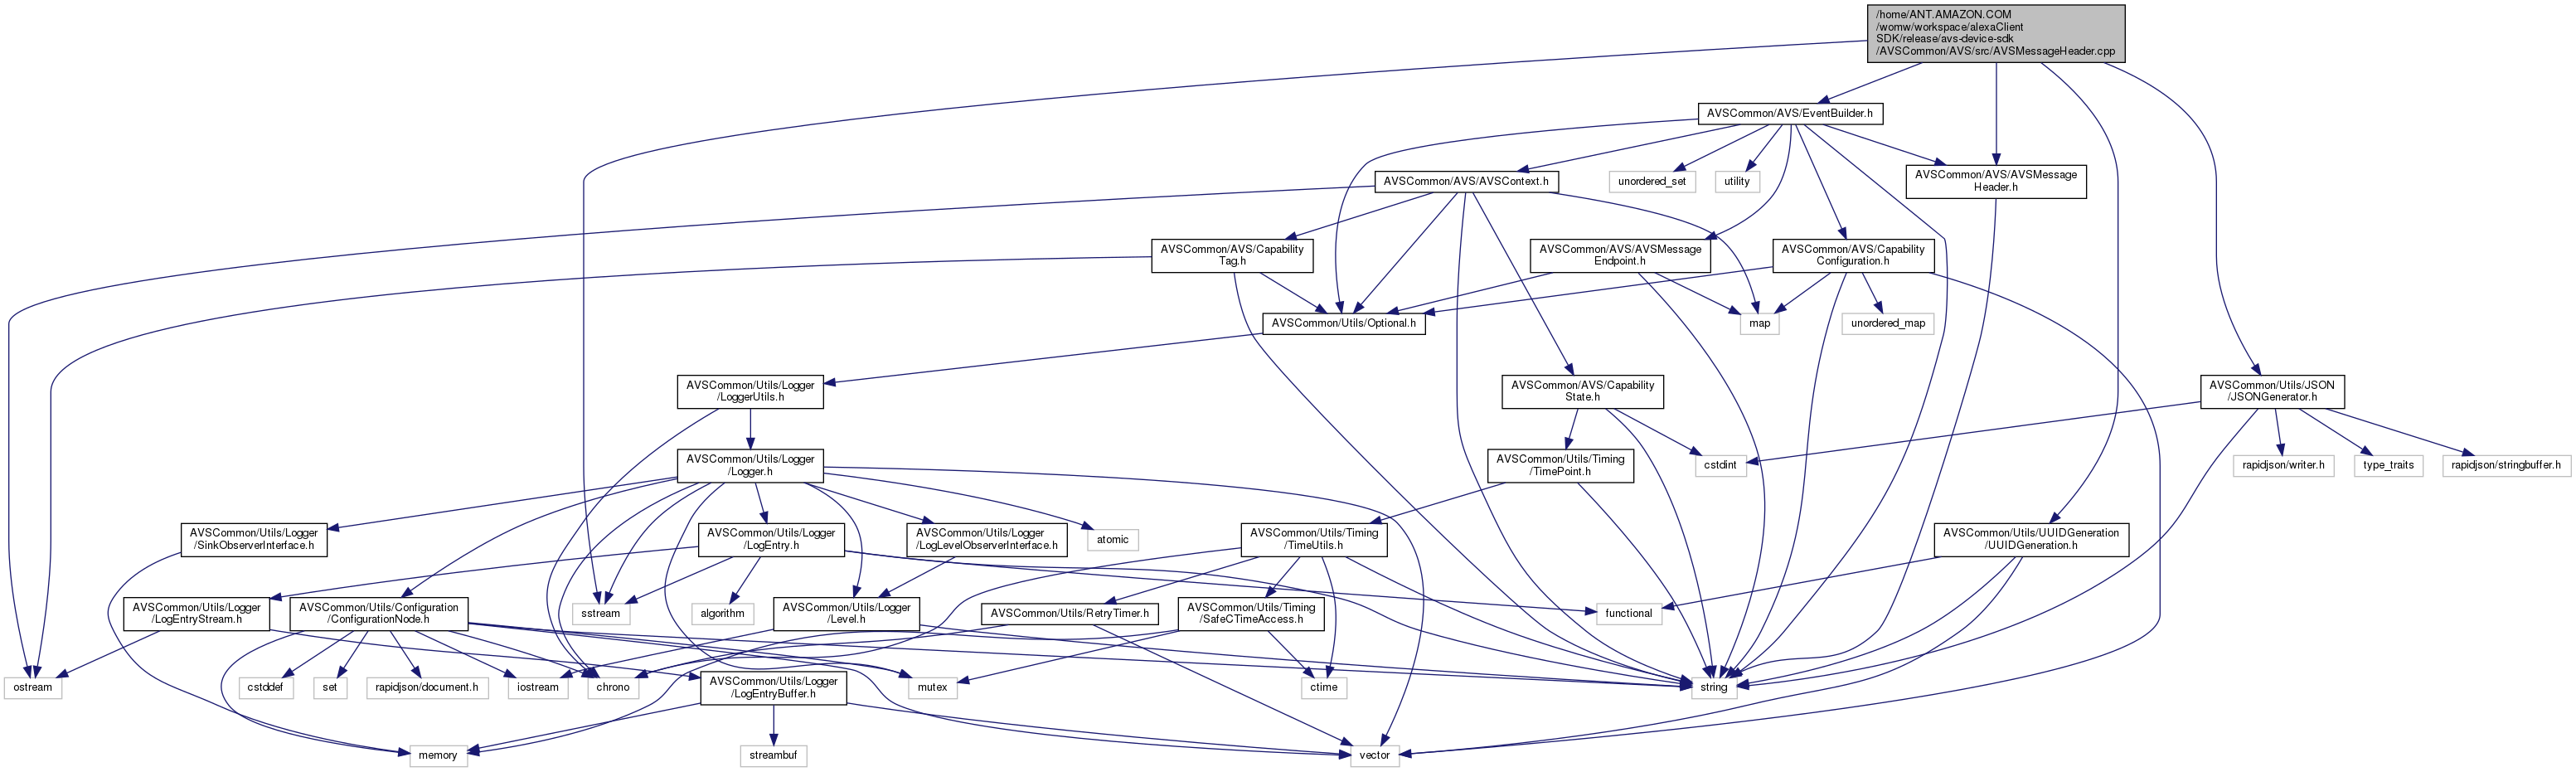 /home/ANT.AMAZON.COM
/womw/workspace/alexaClient
SDK/release/avs-device-sdk
/AVSCommon/AVS/src/AVSMessageHeader.cpp
AVSCommon/AVS/EventBuilder.h
AVSCommon/AVS/AVSContext.h
unordered_set
utility
AVSCommon/AVS/AVSMessage
Header.h
AVSCommon/AVS/Capability
Tag.h
AVSCommon/AVS/AVSMessage
Endpoint.h
AVSCommon/AVS/Capability
Configuration.h
AVSCommon/Utils/Optional.h
map
unordered_map
AVSCommon/Utils/Logger
/LoggerUtils.h
AVSCommon/AVS/Capability
State.h
AVSCommon/Utils/JSON
/JSONGenerator.h
AVSCommon/Utils/Logger
/Logger.h
AVSCommon/Utils/Timing
/TimePoint.h
cstdint
rapidjson/writer.h
type_traits
rapidjson/stringbuffer.h
AVSCommon/Utils/Logger
/SinkObserverInterface.h
AVSCommon/Utils/Logger
/LogEntry.h
AVSCommon/Utils/Logger
/LogLevelObserverInterface.h
atomic
AVSCommon/Utils/Timing
/TimeUtils.h
AVSCommon/Utils/UUIDGeneration
/UUIDGeneration.h
AVSCommon/Utils/Logger
/LogEntryStream.h
AVSCommon/Utils/Configuration
/ConfigurationNode.h
sstream
algorithm
AVSCommon/Utils/Logger
/Level.h
AVSCommon/Utils/RetryTimer.h
AVSCommon/Utils/Timing
/SafeCTimeAccess.h
functional
ostream
cstddef
set
rapidjson/document.h
iostream
chrono
AVSCommon/Utils/Logger
/LogEntryBuffer.h
mutex
ctime
string
memory
streambuf
vector